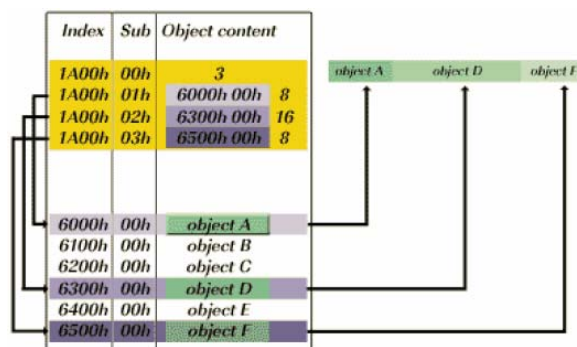 Index Sub Object content
1A00h 00h 3
1A00h 01h 6000h 00h 8
1A00h 02h 6300h 00h 16
1A00h 03h 6500h 00h 8
object A object D object F
6000h 00h object A
6100h 00h object B
6200h 00h object C
6300h 00h object D
6400h 00h object E
6500h 00h object F